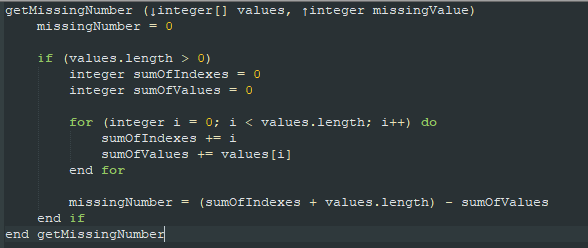 getMissingNumber (↓integer[] values, ↑integer missingValue)
    missingNumber = 0
    if (values.length > 0)
        integer sumOfIndexes = 0
        integer sumOfValues = 0
        for (integer i = 0; i < values.length; i++) do
            sumOfIndexes += i
            sumOfValues += values[i]
        end for
        missingNumber = (sumOfIndexes + values.length) - sumOfValues
    end if
end getMissingNumber